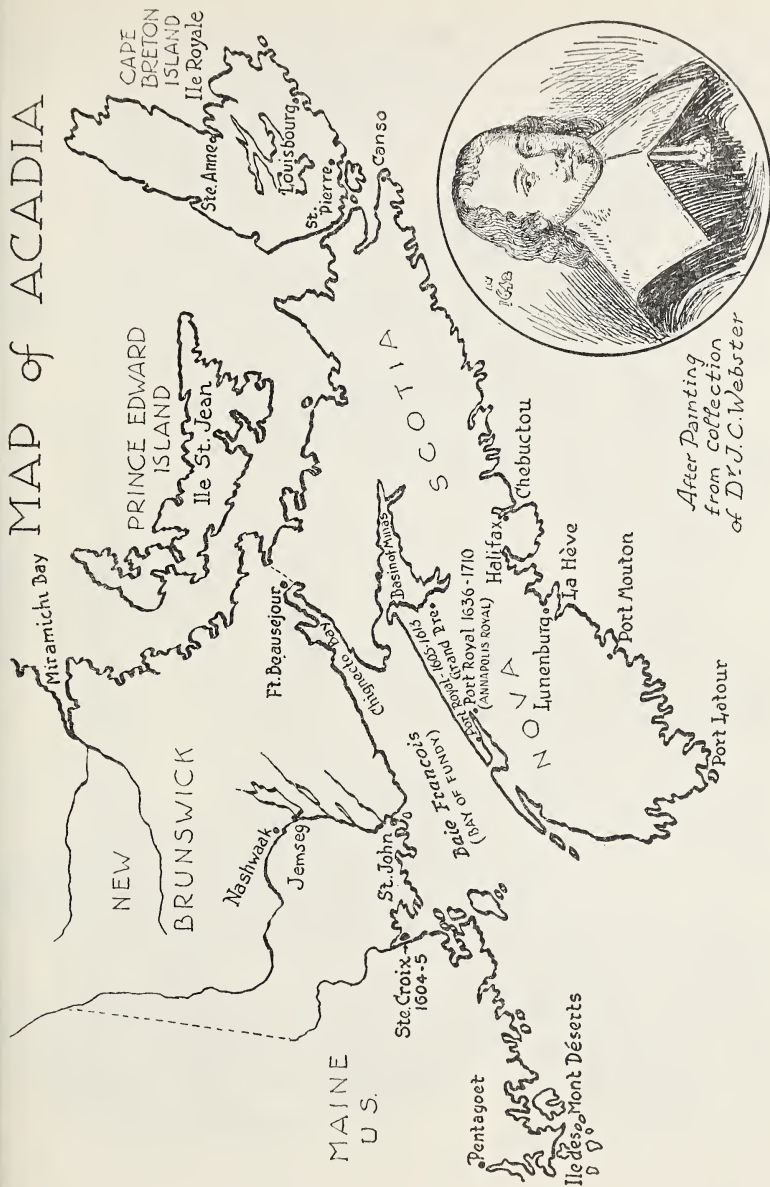 MAP of ACADIA
CAPE
BRETON
ISLAND
Ile Royale
Ste. Anne
Louisbourg
St.
Pierre
Canso
PRINCE EDWARD
ISLAND
Ile St. Jean
Miramichi Bay
NEW
BRUNSWICK
Nashwaak
Jemseg
Ft. Beausejour
Chignecto Bay
Basin of Minas
NOVA SCOTIA
Grand Pre
Port Royal-1605-1613
Port Royal 1636-1710
(ANNAPOLIS ROYAL)
Baie Francois
(BAY OF FUNDY)
St. John
Ste. Croix
1604-5
MAINE
U.S.
Pentagoet
Ile des Mont Déserts
Halifax
Chebuctou
Lunenburg
La Hève
Port Mouton
Port Latour
After Painting
from Collection
of Dr. J. C. Webster